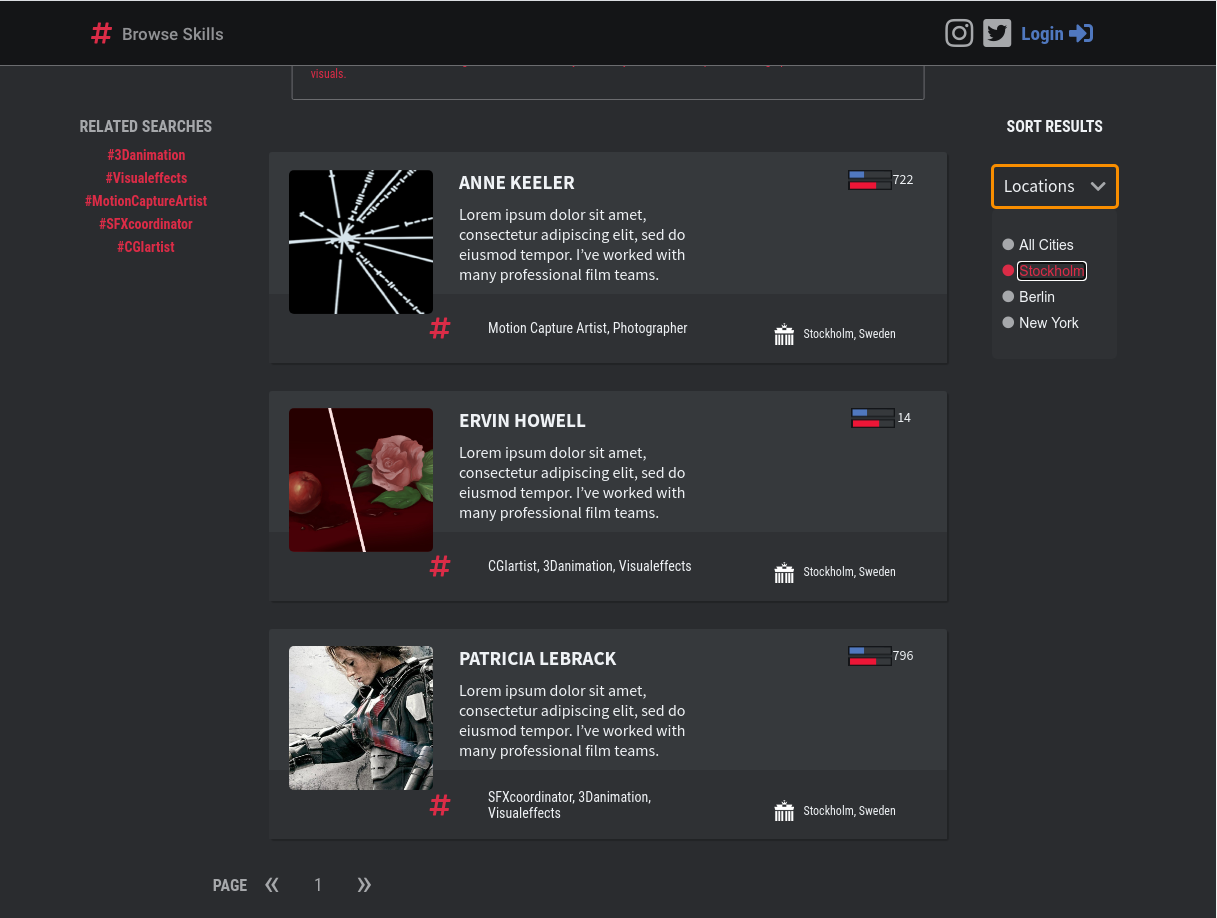 # Browse Skills
Login
visuals.
RELATED SEARCHES
#3Danimation
#Visualeffects
#MotionCaptureArtist
#SFXcoordinator
#CGIartist
ANNE KEELER
722
Lorem ipsum dolor sit amet,
consectetur adipiscing elit, sed do
eiusmod tempor. I've worked with
many professional film teams.
# Motion Capture Artist, Photographer
Stockholm, Sweden
ERVIN HOWELL
14
Lorem ipsum dolor sit amet,
consectetur adipiscing elit, sed do
eiusmod tempor. I've worked with
many professional film teams.
# CGIartist, 3Danimation, Visualeffects
Stockholm, Sweden
PATRICIA LEBRACK
796
Lorem ipsum dolor sit amet,
consectetur adipiscing elit, sed do
eiusmod tempor. I've worked with
many professional film teams.
# SFXcoordinator, 3Danimation,
Visualeffects
Stockholm, Sweden
SORT RESULTS
Locations
All Cities
Stockholm
Berlin
New York
PAGE « 1 »